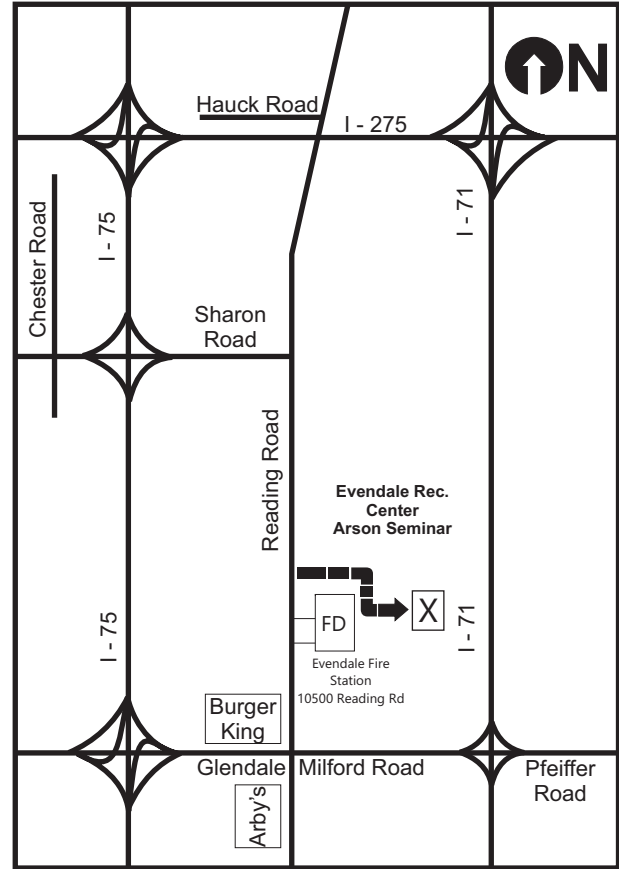 N
Hauck Road
I - 275
I - 75
I - 71
Chester Road
Sharon
Road
Reading Road
Evendale Rec.
Center
Arson Seminar
X
FD
I - 75
I - 71
Evendale Fire
Station
10500 Reading Rd
Burger
King
Glendale Milford Road
Pfeiffer
Road
Arby's